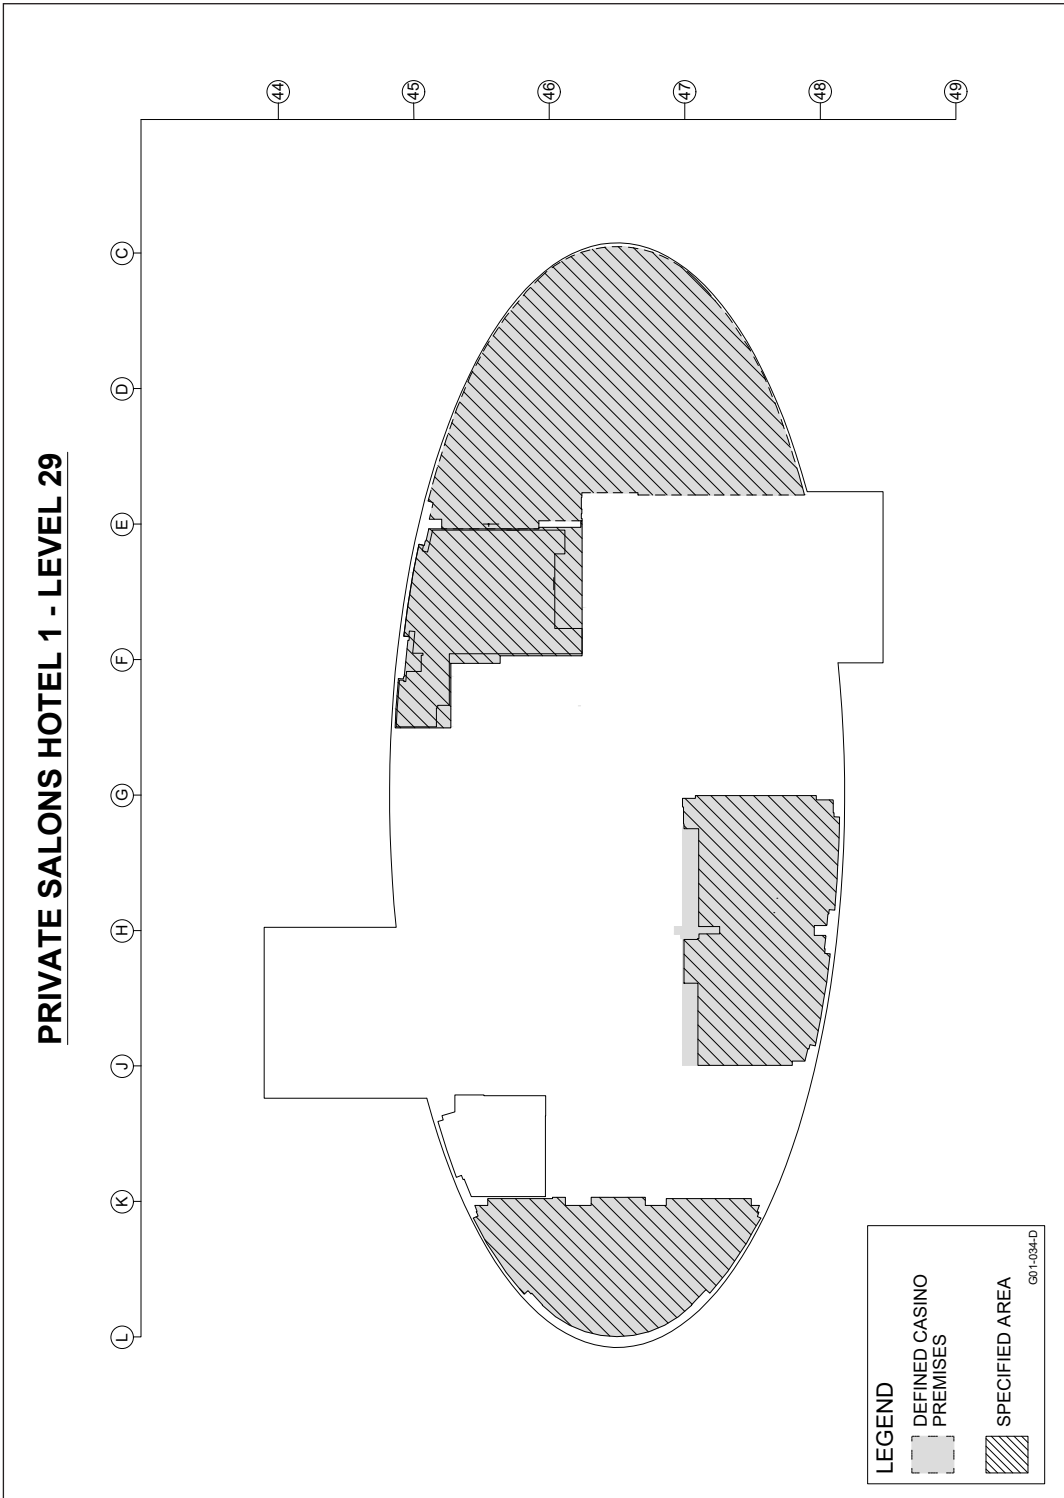 PRIVATE SALONS HOTEL 1 - LEVEL 29
L
K
J
H
G
F
E
D
C
44
45
46
47
48
49
LEGEND
DEFINED CASINO
PREMISES
SPECIFIED AREA
G01-034-D